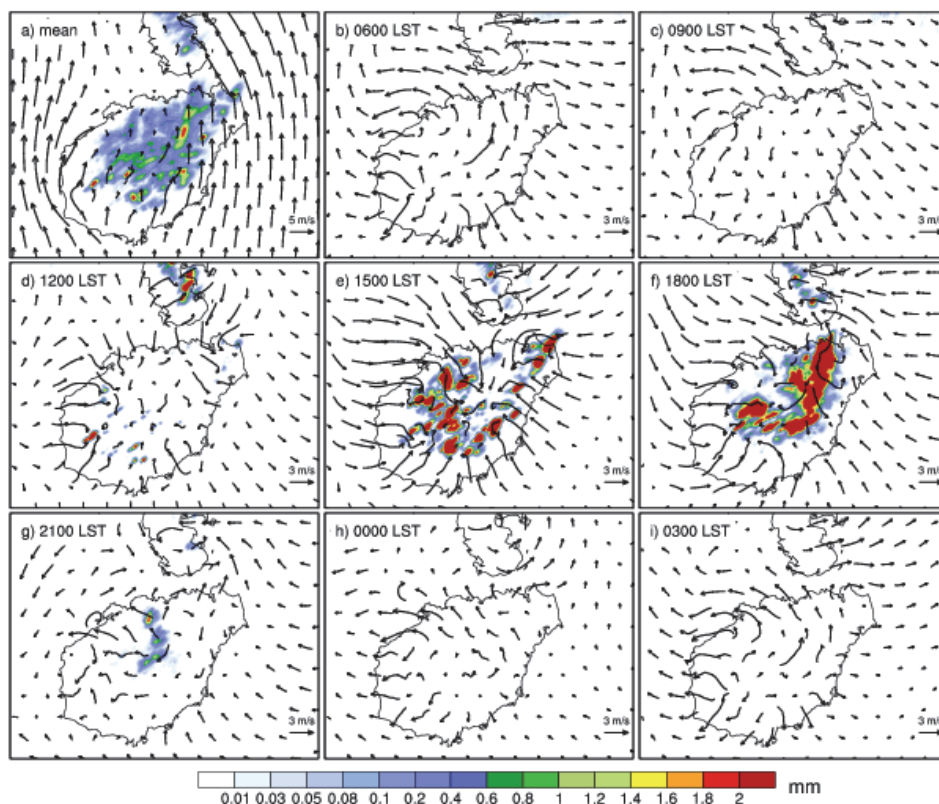 a) mean
5 m/s
b) 0600 LST
3 m/s
c) 0900 LST
3 m/s
d) 1200 LST
3 m/s
e) 1500 LST
3 m/s
f) 1800 LST
3 m/s
g) 2100 LST
3 m/s
h) 0000 LST
3 m/s
i) 0300 LST
3 m/s
0.01 0.03 0.05 0.08 0.1 0.2 0.4 0.6 0.8 1 1.2 1.4 1.6 1.8 2 mm